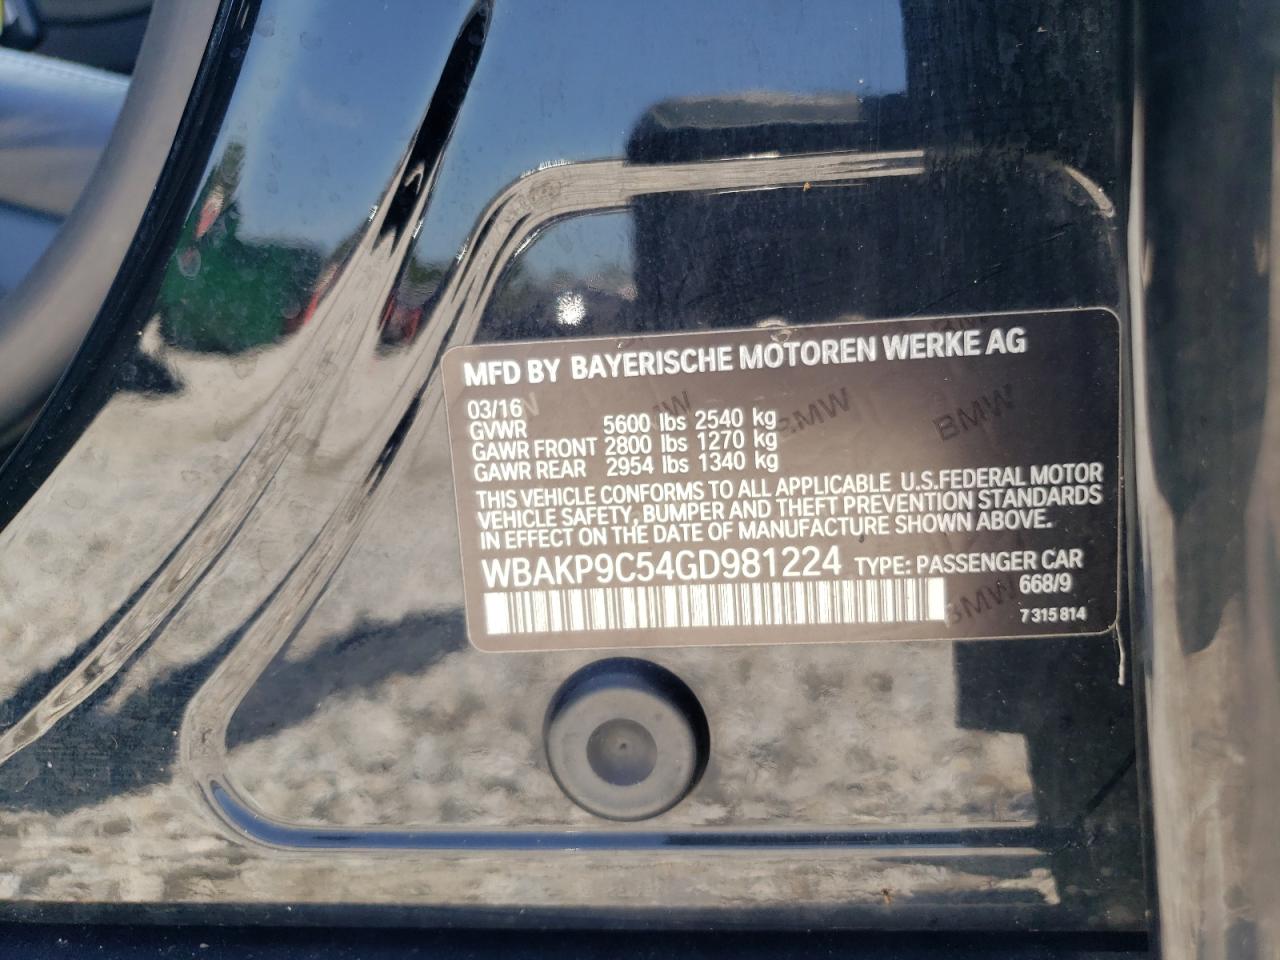 MFD BY BAYERISCHE MOTOREN WERKE AG
03/16
GVWR 5600 lbs 2540 kg
GAWR FRONT 2800 lbs 1270 kg
GAWR REAR 2954 lbs 1340 kg
THIS VEHICLE CONFORMS TO ALL APPLICABLE U.S.FEDERAL MOTOR
VEHICLE SAFETY, BUMPER AND THEFT PREVENTION STANDARDS
IN EFFECT ON THE DATE OF MANUFACTURE SHOWN ABOVE.
WBAKP9C54GD981224 TYPE: PASSENGER CAR
668/9
7 315 814
BMW
BMW
BMW